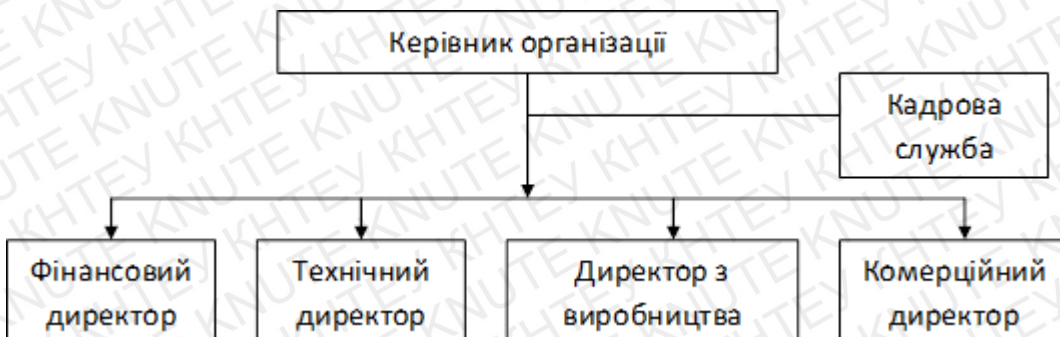 Керівник організації
Кадрова
служба
Фінансовий
директор
Технічний
директор
Директор з
виробництва
Комерційний
директор